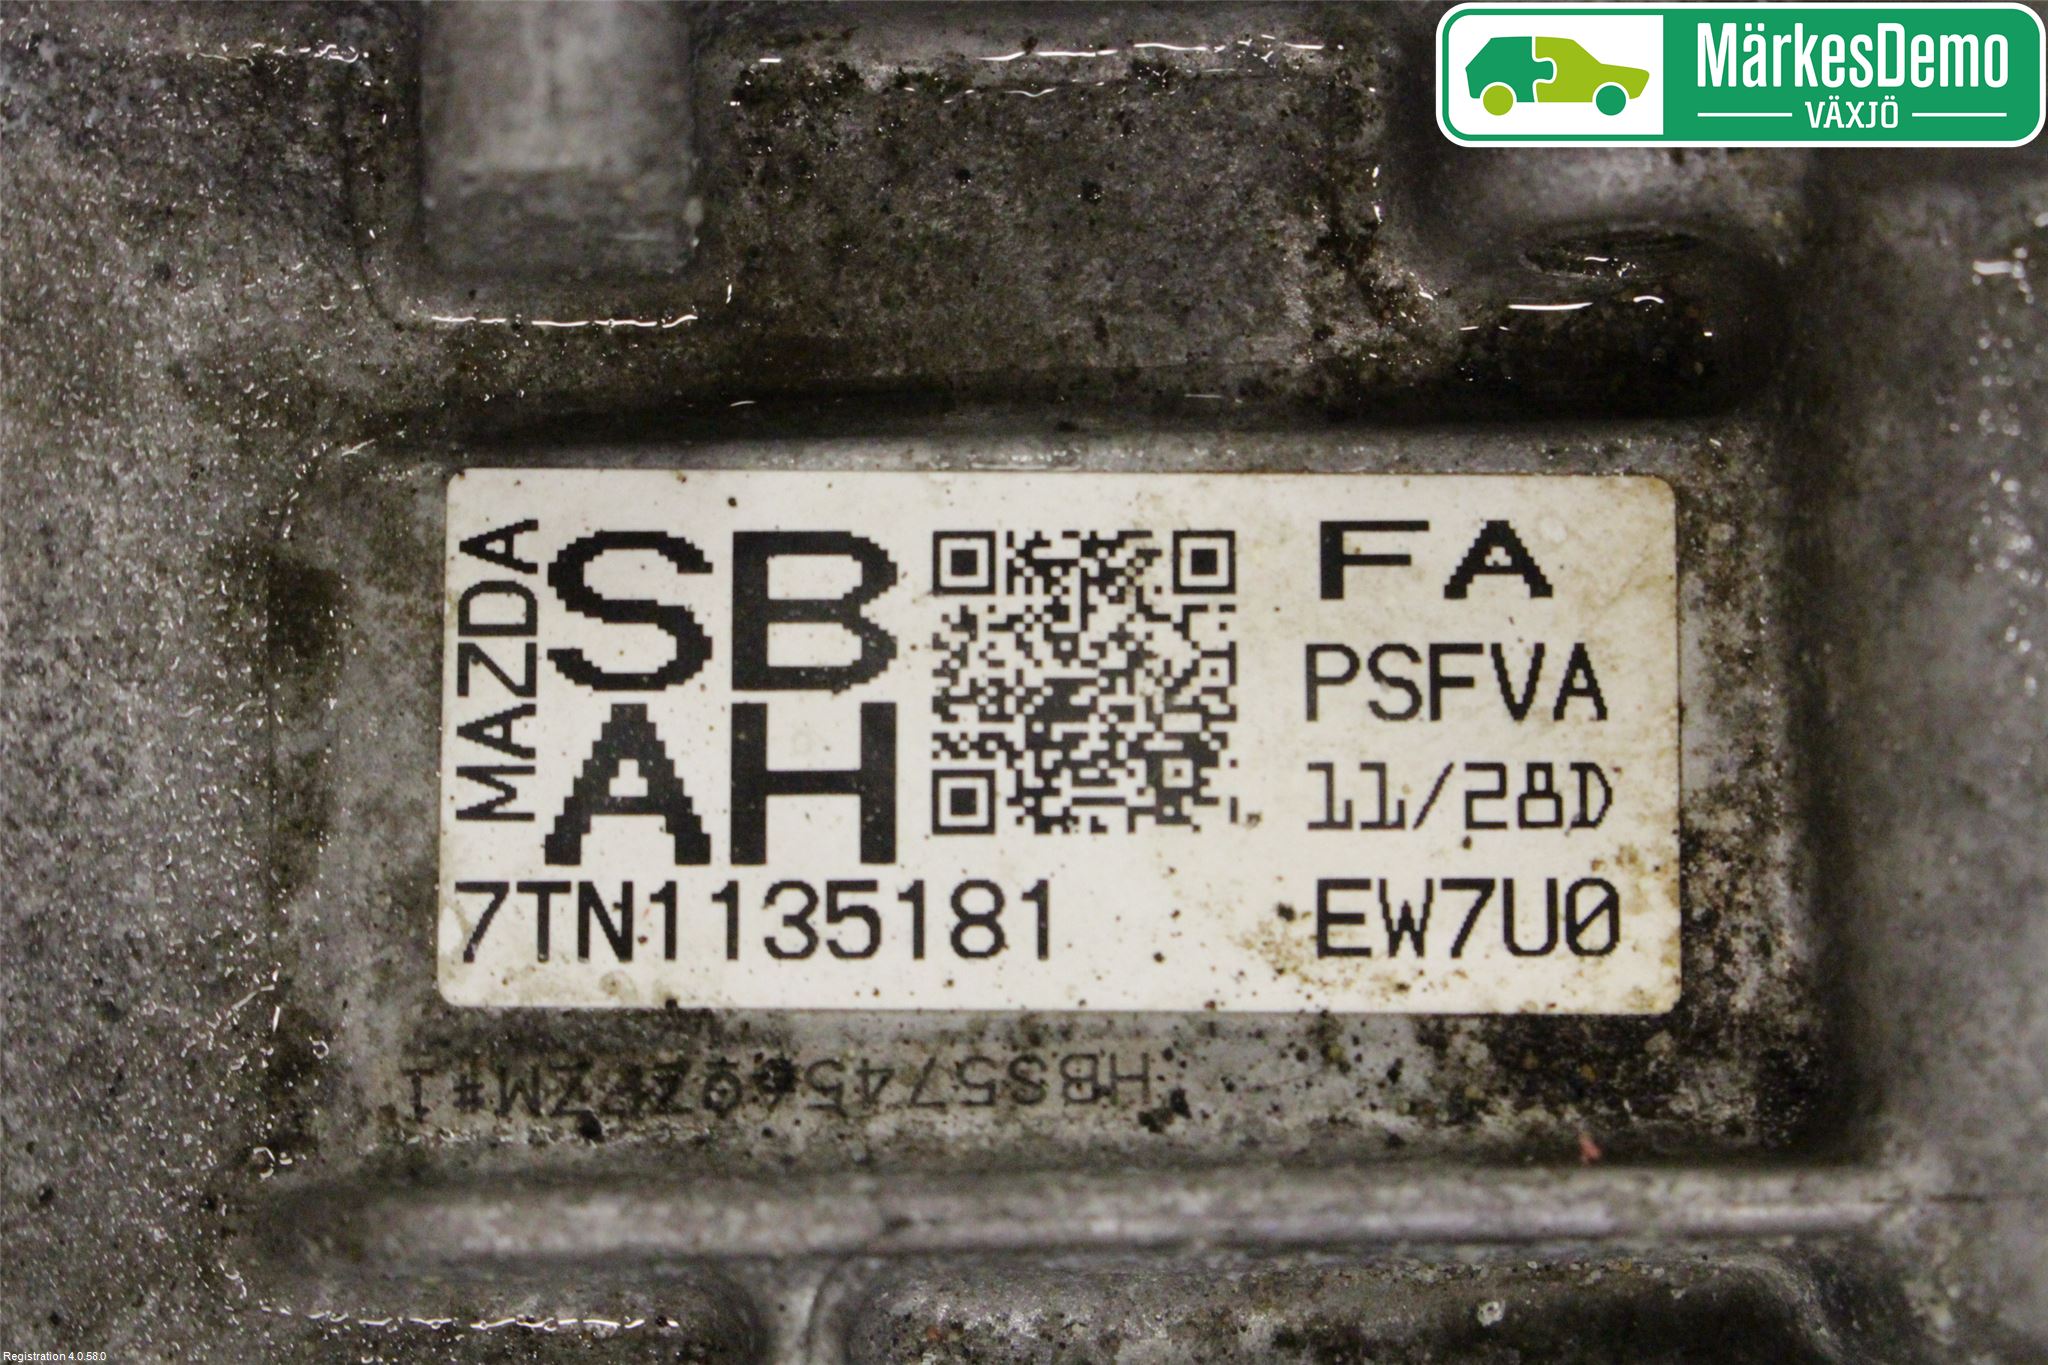 MärkesDemo
VÄXJÖ
MAZDA
SB
AH
FA
PSFVA
11/28D
7TN1135181
EW7U0
Registration 4.0.58.0